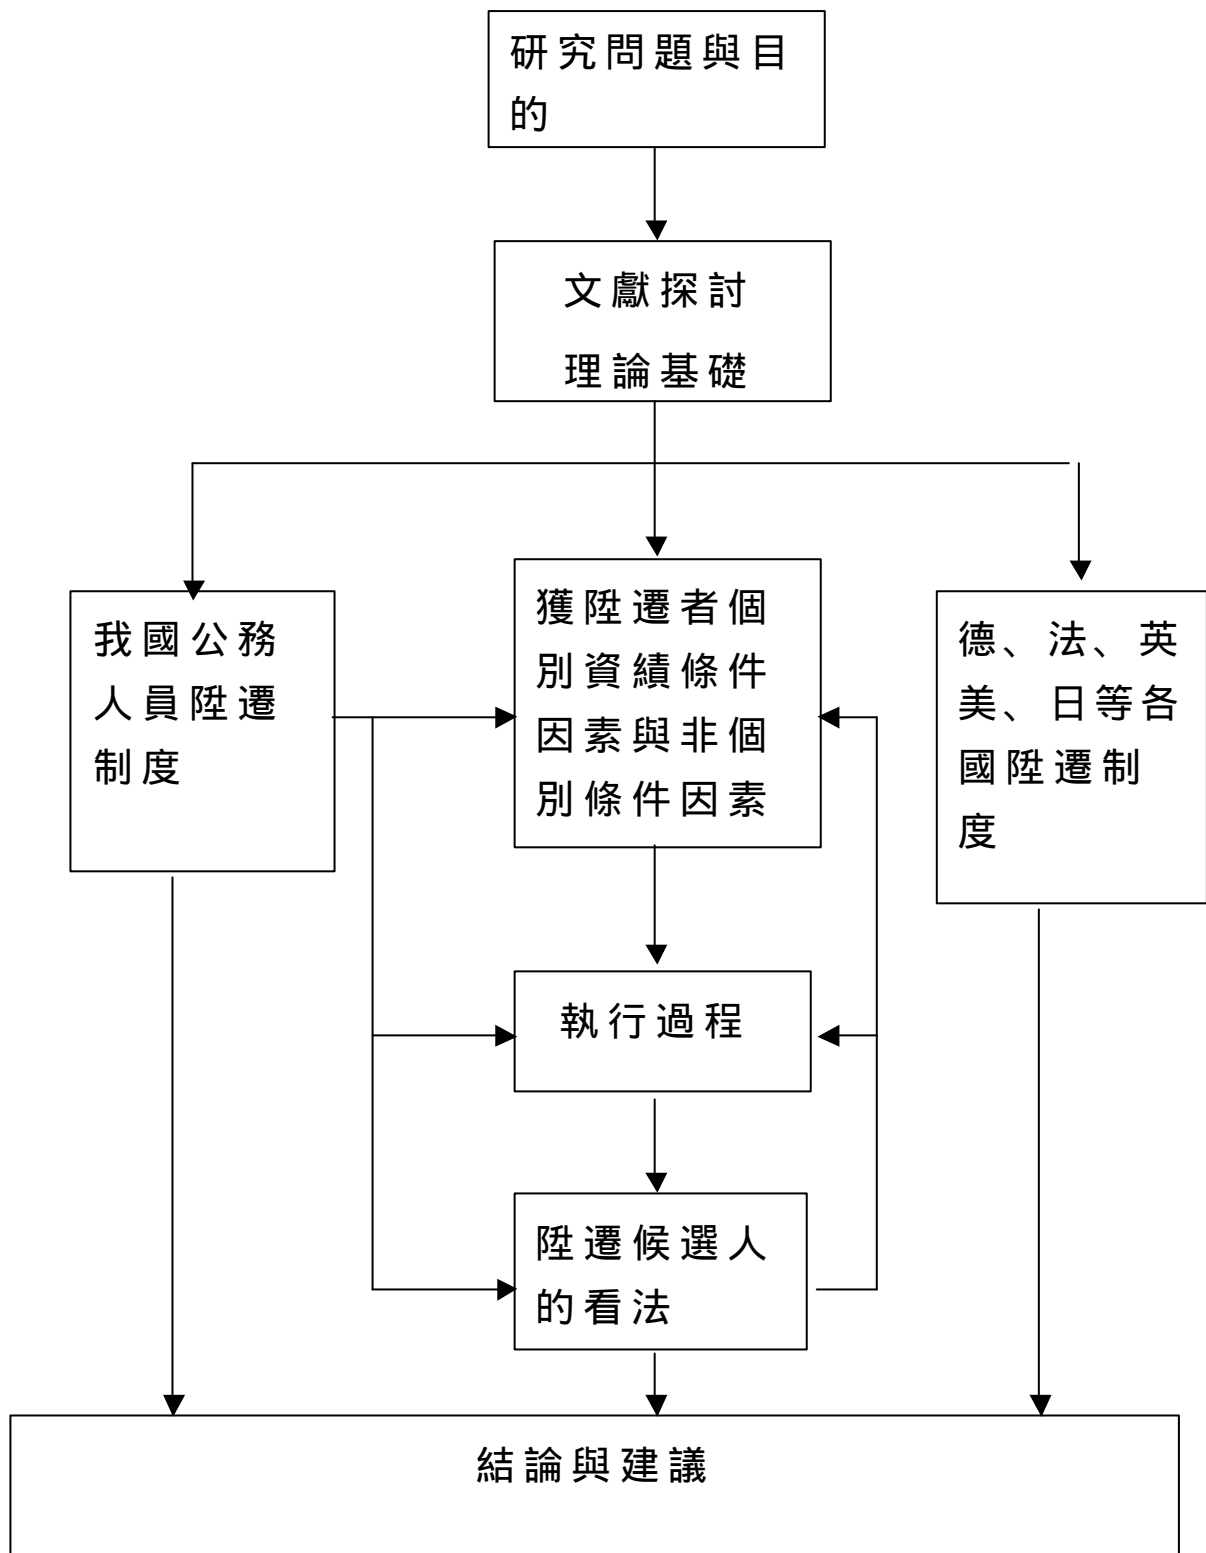 研究問題與目
的
文獻探討
理論基礎
我國公務
人員陞遷
制度
獲陞遷者個
別資績條件
因素與非個
別條件因素
德、法、英
美、日等各
國陞遷制
度
執行過程
陞遷候選人
的看法
結論與建議